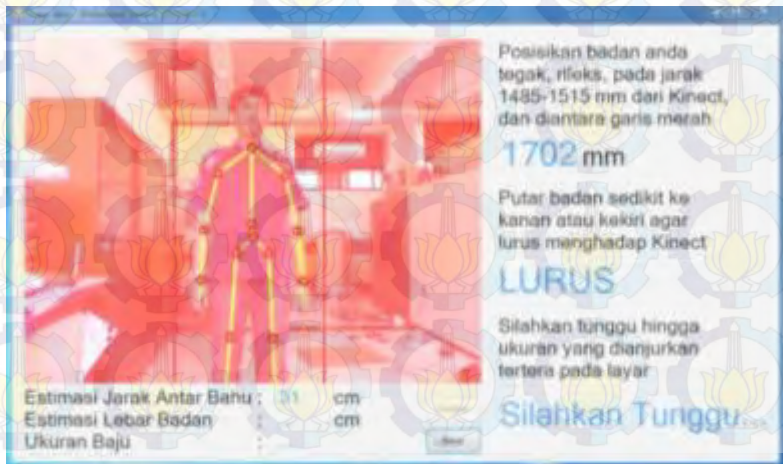 Posisikan badan anda
tegak, rileks, pada jarak
1485-1515 mm dari Kinect,
dan diantara garis merah
1702 mm
Putar badan sedikit ke
kanan atau kekiri agar
lurus menghadap Kinect
LURUS
Silahkan tunggu hingga
ukuran yang dianjurkan
tertera pada layar
Silahkan Tunggu...
Estimasi Jarak Antar Bahu : 31 cm
Estimasi Lebar Badan : cm
Ukuran Baju :